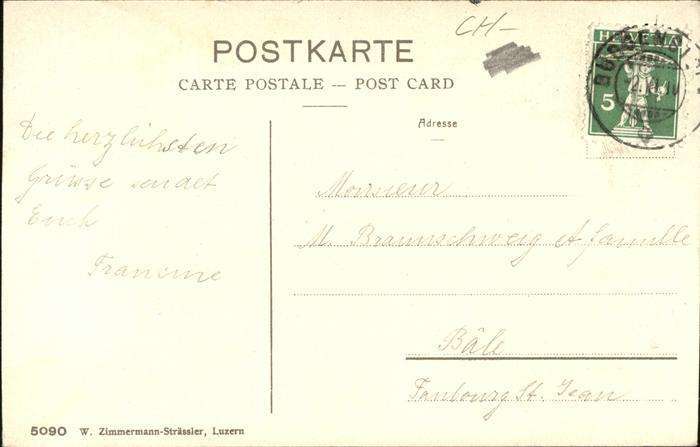 CH-
POSTKARTE
CARTE POSTALE — POST CARD
HELVETIA
5
Adresse
Die herzlichsten
Grüsse sendet
Euch
Francine
Monsieur
M. Braunschweig et famille
Bâle
Faubourg St. Jean
5090 W. Zimmermann-Strässler, Luzern